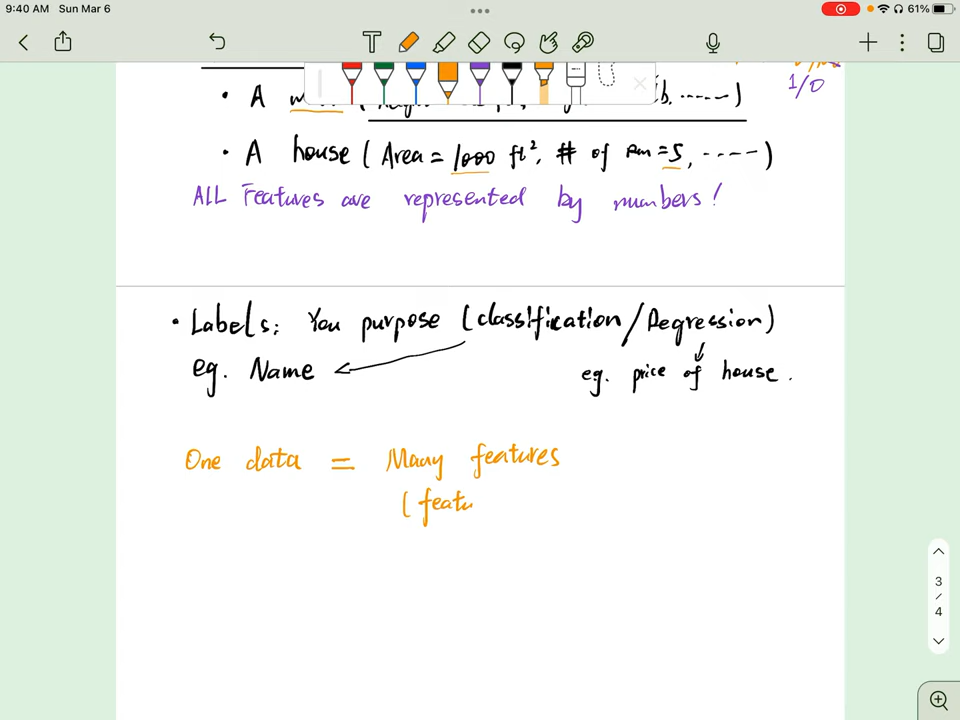 9:40 AM Sun Mar 6
61%
1/0
• A
• A house (Area = 1000 ft², # of Rm = 5, -----)
ALL Features are represented by numbers!
• Labels: You purpose (classification/Regression)
eg. Name
eg. price of house.
One data = Many features
(featu
3
/
4